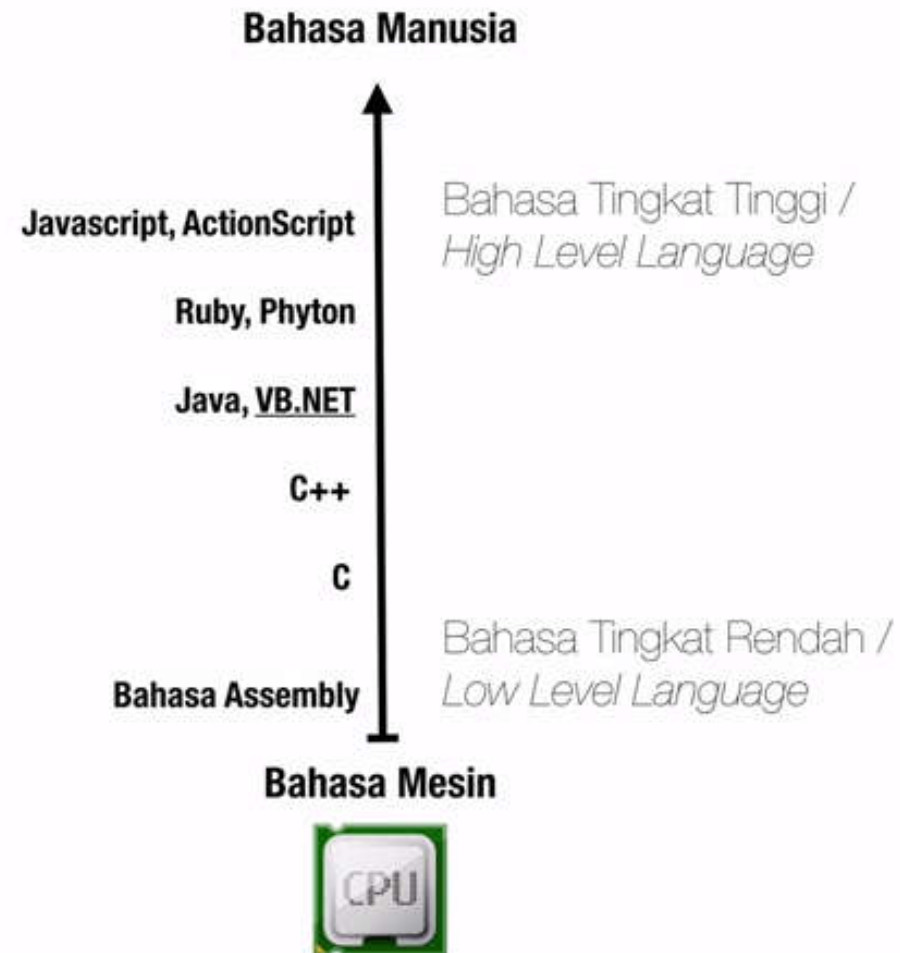 Bahasa Manusia
Javascript, ActionScript
Bahasa Tingkat Tinggi /
High Level Language
Ruby, Phyton
Java, VB.NET
C++
C
Bahasa Tingkat Rendah /
Low Level Language
Bahasa Assembly
Bahasa Mesin
CPU